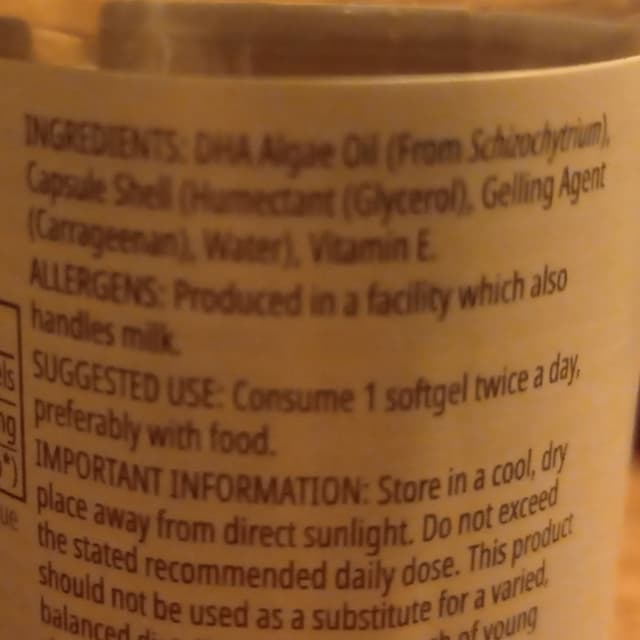 INGREDIENTS: DHA Algae Oil (From Schizochytrium),
Capsule Shell (Humectant (Glycerol), Gelling Agent
(Carrageenan), Water), Vitamin E.
ALLERGENS: Produced in a facility which also
handles milk.
SUGGESTED USE: Consume 1 softgel twice a day,
preferably with food.
IMPORTANT INFORMATION: Store in a cool, dry
place away from direct sunlight. Do not exceed
the stated recommended daily dose. This product
should not be used as a substitute for a varied,
balanced of young